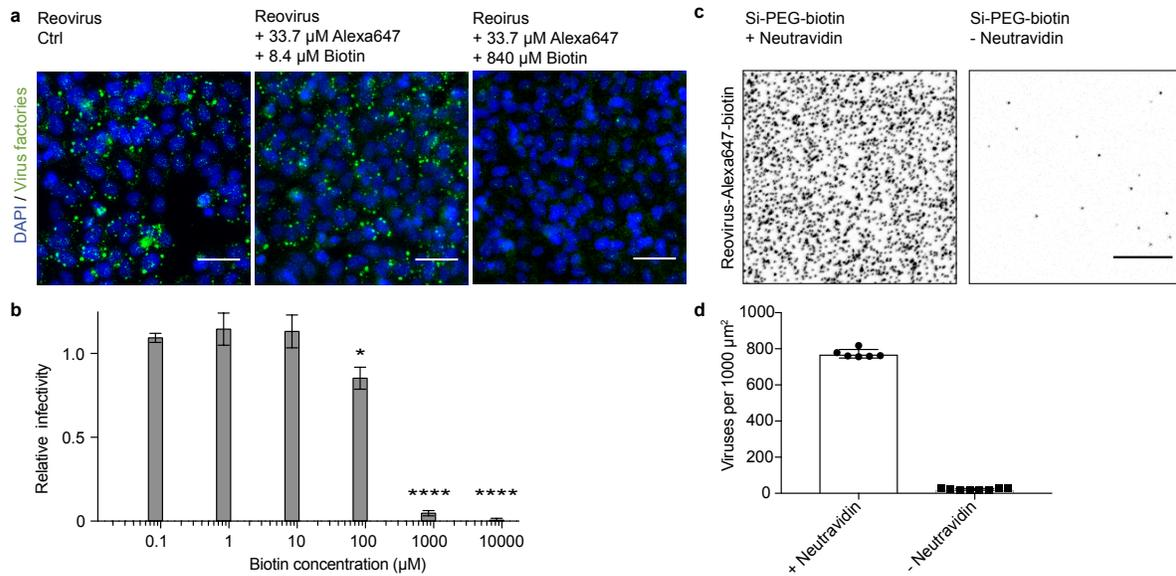 a
Reovirus
Ctrl
Reovirus
+ 33.7 µM Alexa647
+ 8.4 µM Biotin
Reoirus
+ 33.7 µM Alexa647
+ 840 µM Biotin
DAPI / Virus factories
c
Si-PEG-biotin
+ Neutravidin
Si-PEG-biotin
- Neutravidin
Reovirus-Alexa647-biotin
b
Relative infectivity
1.0
0.5
0
*
****
****
0.1
1
10
100
1000
10000
Biotin concentration (µM)
d
Viruses per 1000 µm²
1000
800
600
400
200
0
+ Neutravidin
- Neutravidin